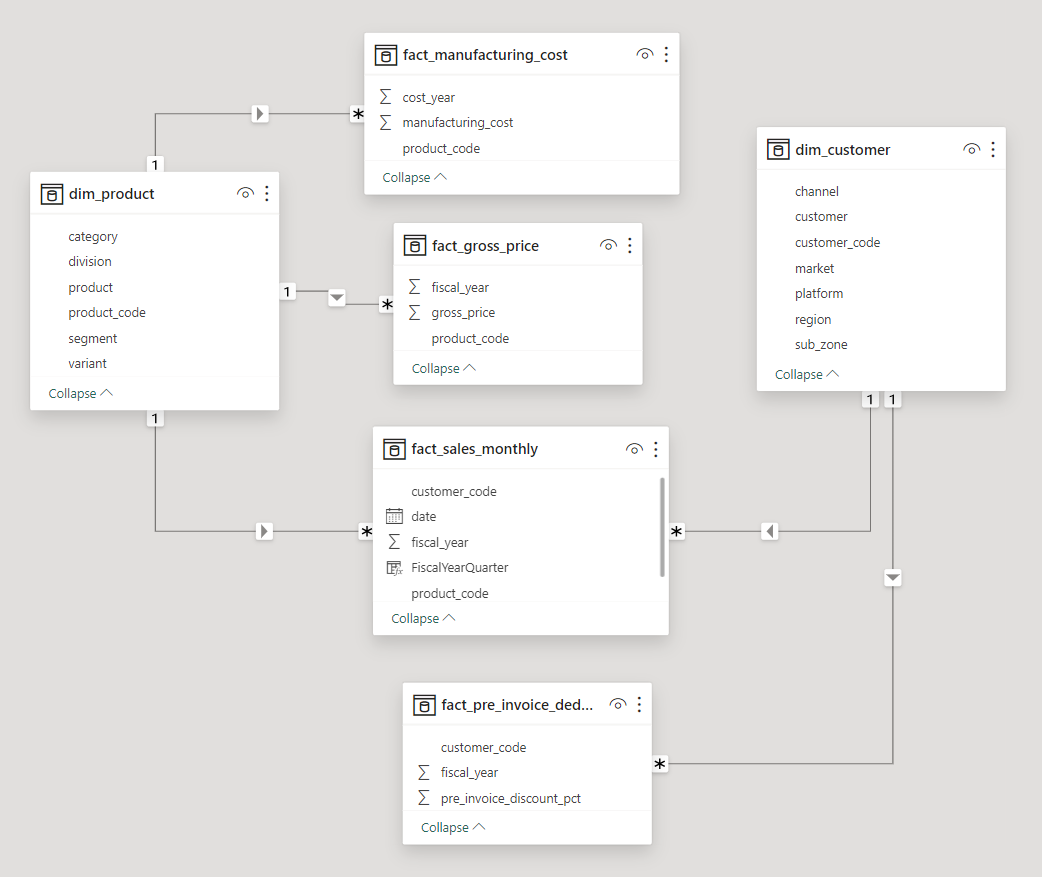 fact_manufacturing_cost
cost_year
manufacturing_cost
product_code
Collapse
1
*
dim_product
category
division
product
product_code
segment
variant
Collapse
1
*
1
*
fact_gross_price
fiscal_year
gross_price
product_code
Collapse
dim_customer
channel
customer
customer_code
market
platform
region
sub_zone
Collapse
1
1
*
*
fact_sales_monthly
customer_code
date
fiscal_year
FiscalYearQuarter
product_code
Collapse
fact_pre_invoice_ded...
customer_code
fiscal_year
pre_invoice_discount_pct
Collapse